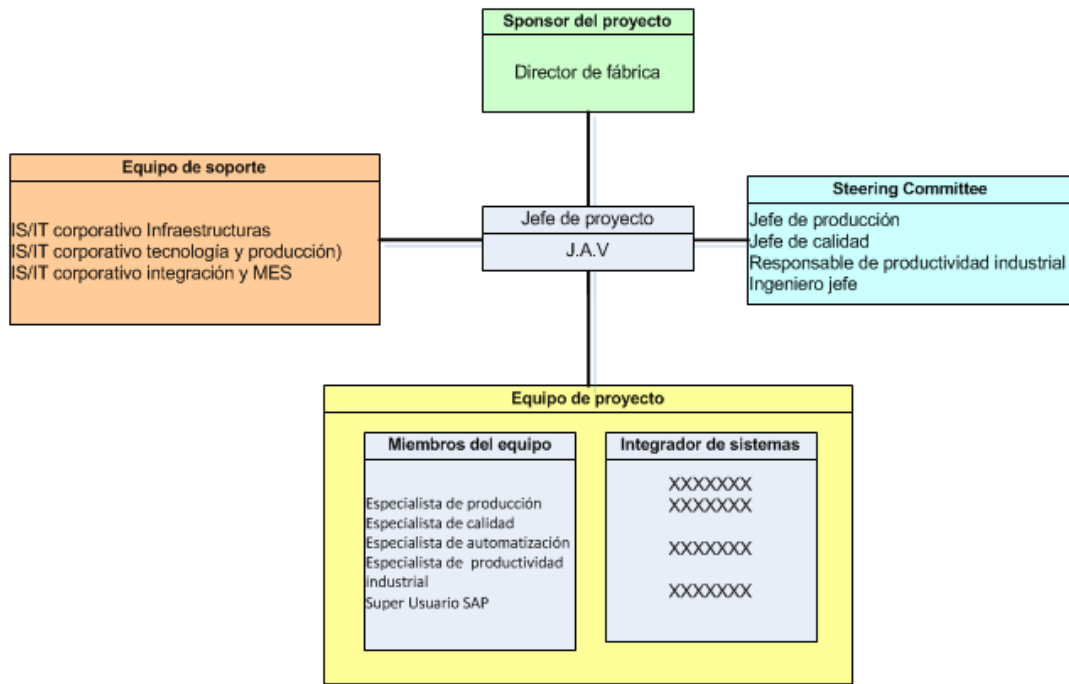 Sponsor del proyecto
Director de fábrica
Equipo de soporte
IS/IT corporativo Infraestructuras
IS/IT corporativo tecnología y producción)
IS/IT corporativo integración y MES
Jefe de proyecto
J.A.V
Steering Committee
Jefe de producción
Jefe de calidad
Responsable de productividad industrial
Ingeniero jefe
Equipo de proyecto
Miembros del equipo
Especialista de producción
Especialista de calidad
Especialista de automatización
Especialista de productividad
industrial
Super Usuario SAP
Integrador de sistemas
XXXXXXX
XXXXXXX
XXXXXXX
XXXXXXX